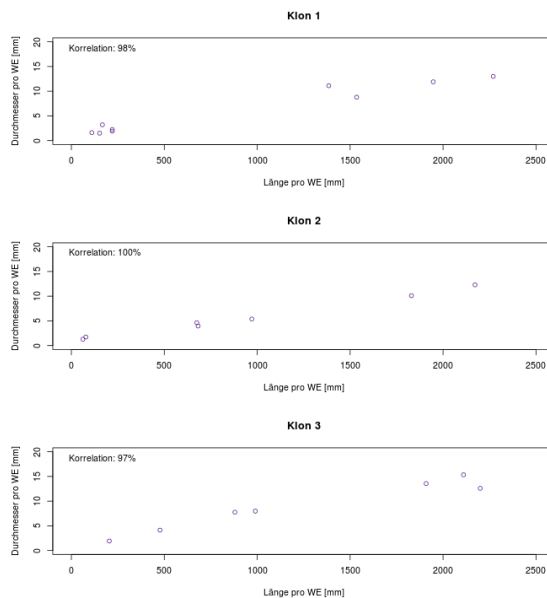 Klon 1
Korrelation: 98%
Durchmesser pro WE [mm]
0 5 10 15 20
0 500 1000 1500 2000 2500
Länge pro WE [mm]
Klon 2
Korrelation: 100%
Durchmesser pro WE [mm]
0 5 10 15 20
0 500 1000 1500 2000 2500
Länge pro WE [mm]
Klon 3
Korrelation: 97%
Durchmesser pro WE [mm]
0 5 10 15 20
0 500 1000 1500 2000 2500
Länge pro WE [mm]